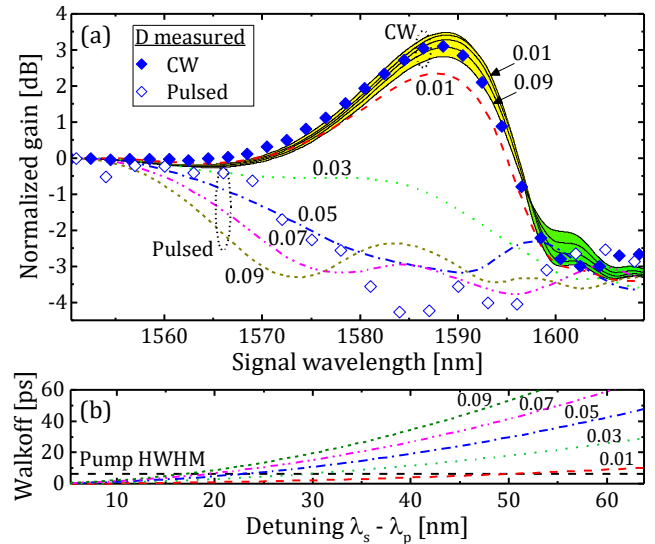 (a)
D measured
CW
Pulsed
CW
0.01
0.09
0.01
0.03
0.05
0.07
0.09
Pulsed
Normalized gain [dB]
4
3
2
1
0
-1
-2
-3
-4
1560 1570 1580 1590 1600
Signal wavelength [nm]
(b)
0.09
0.07
0.05
0.03
0.01
Pump HWHM
Walkoff [ps]
60
40
20
0
10 20 30 40 50 60
Detuning λs - λp [nm]